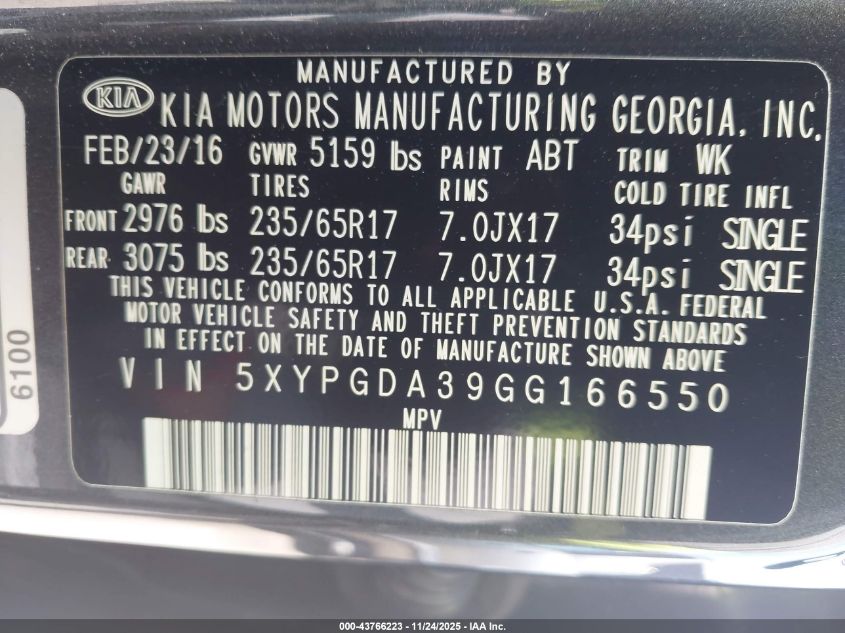 MANUFACTURED BY
KIA KIA MOTORS MANUFACTURING GEORGIA, INC.
FEB/23/16 GVWR 5159 lbs PAINT ABT TRIM WK
GAWR TIRES RIMS COLD TIRE INFL
FRONT 2976 lbs 235/65R17 7.0JX17 34psi SINGLE
REAR 3075 lbs 235/65R17 7.0JX17 34psi SINGLE
THIS VEHICLE CONFORMS TO ALL APPLICABLE U.S.A. FEDERAL
MOTOR VEHICLE SAFETY AND THEFT PREVENTION STANDARDS
IN EFFECT ON THE DATE OF MANUFACTURE SHOWN ABOVE
VIN 5XYPGDA39GG166550
MPV
6100
000-43766223 - 11/24/2025 - IAA Inc.